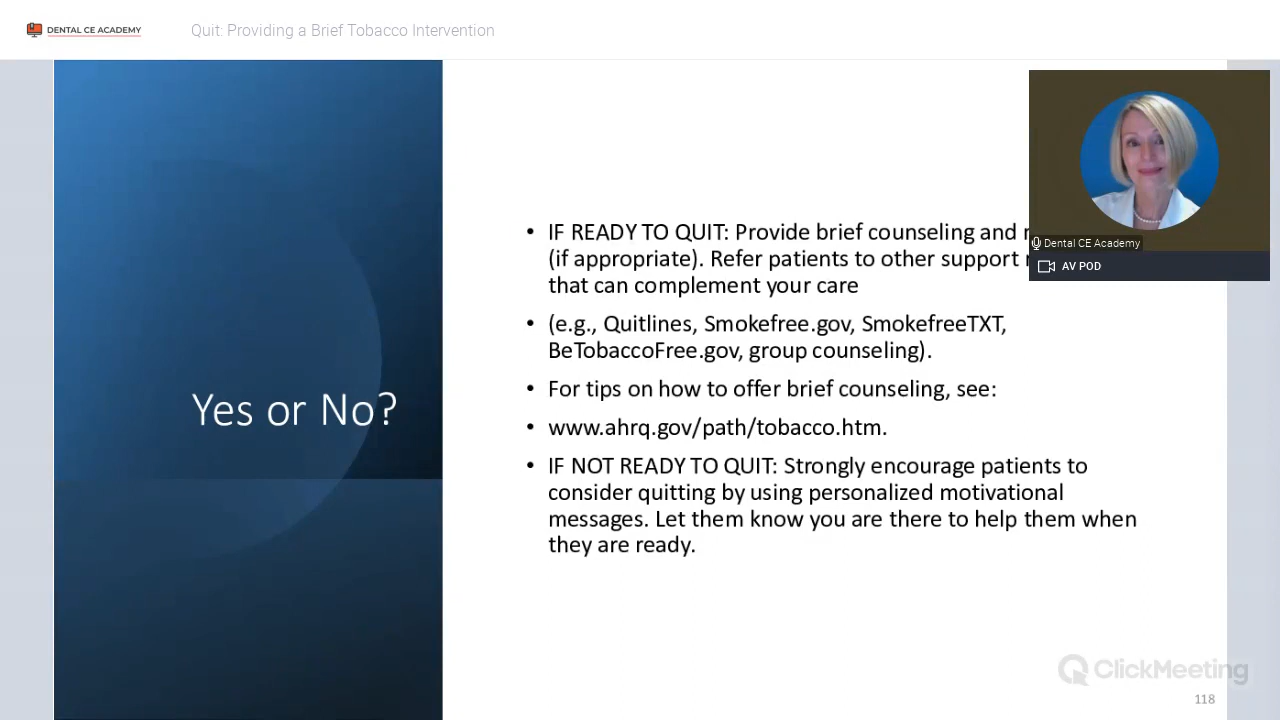 DENTAL CE ACADEMY
Quit: Providing a Brief Tobacco Intervention
Yes or No?
• IF READY TO QUIT: Provide brief counseling and
(if appropriate). Refer patients to other support
that can complement your care
• (e.g., Quitlines, Smokefree.gov, SmokefreeTXT,
BeTobaccoFree.gov, group counseling).
• For tips on how to offer brief counseling, see:
• www.ahrq.gov/path/tobacco.htm.
• IF NOT READY TO QUIT: Strongly encourage patients to
consider quitting by using personalized motivational
messages. Let them know you are there to help them when
they are ready.
Dental CE Academy
AV POD
ClickMeeting
118